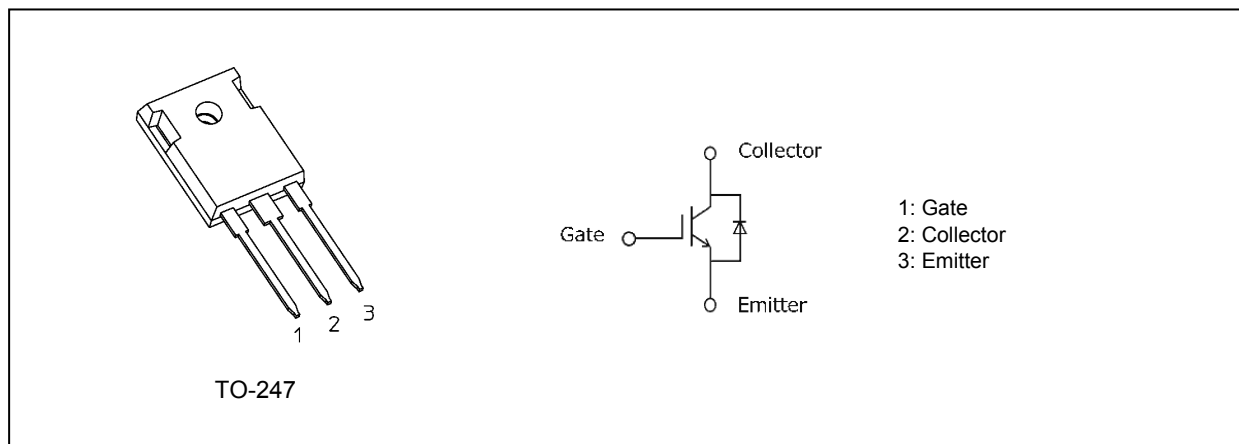 1
2
3
TO-247
Collector
Gate
Emitter
1: Gate
2: Collector
3: Emitter